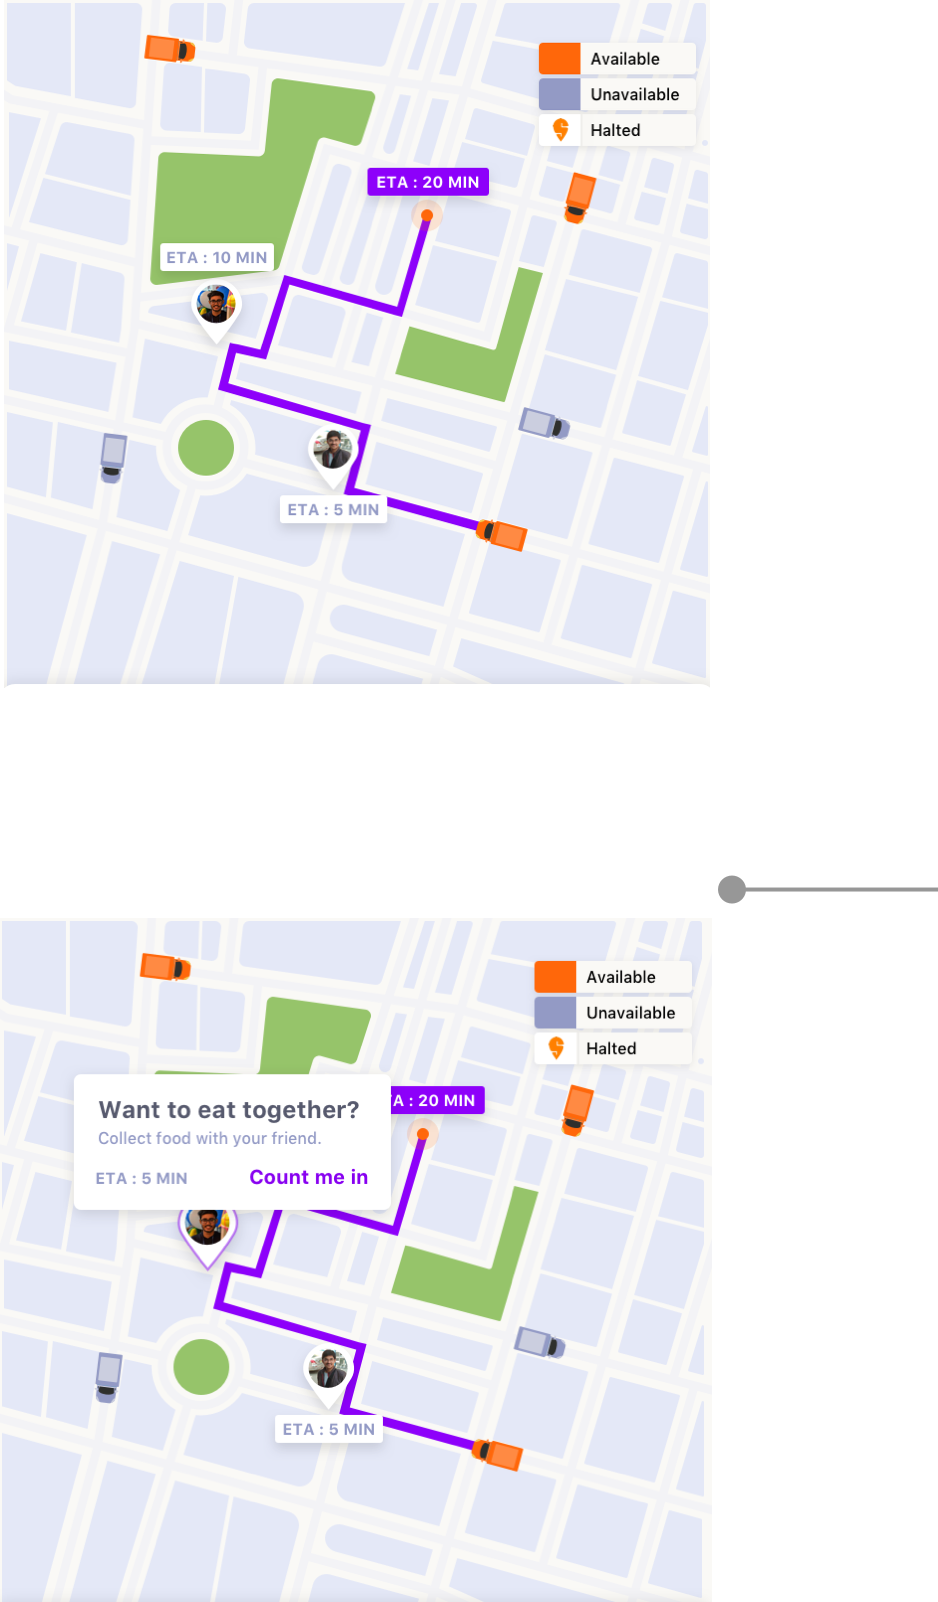 Available
Unavailable
Halted
ETA : 20 MIN
ETA : 10 MIN
ETA : 5 MIN
Available
Unavailable
Halted
Want to eat together?
A : 20 MIN
Collect food with your friend.
ETA : 5 MIN
Count me in
ETA : 5 MIN